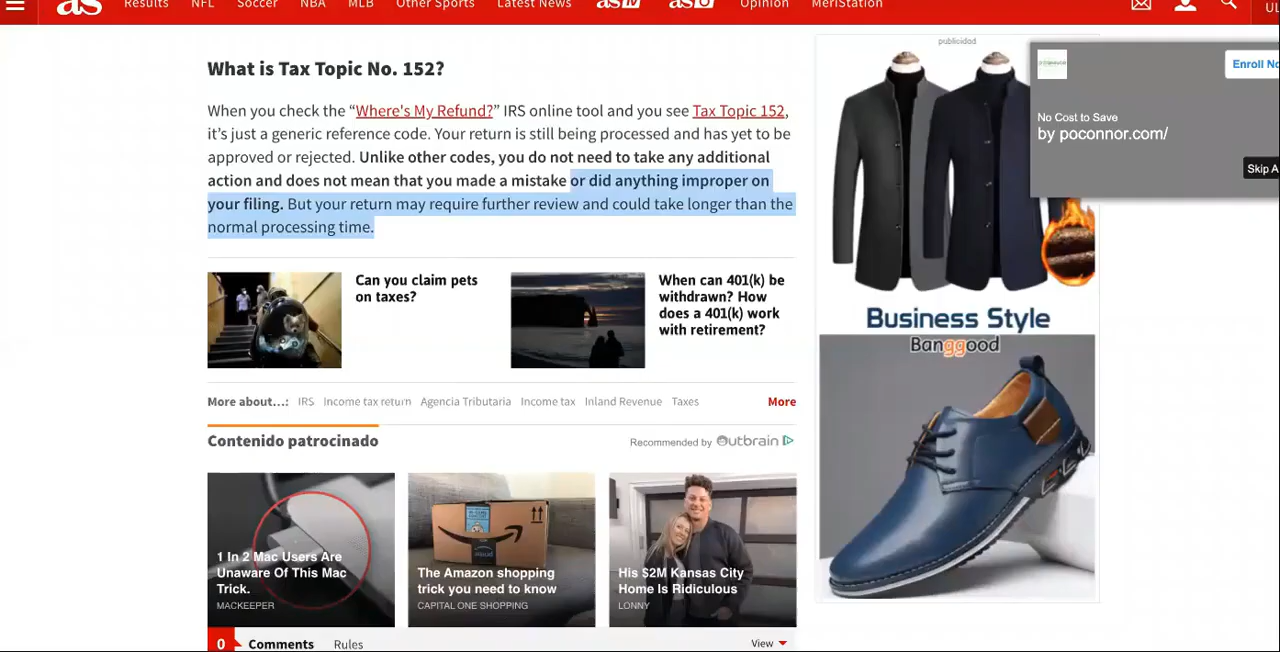 Results NFL Soccer NBA MLB Other Sports Latest News as tv as Opinion MeriStation
as
What is Tax Topic No. 152?
When you check the “Where's My Refund?” IRS online tool and you see Tax Topic 152,
it's just a generic reference code. Your return is still being processed and has yet to be
approved or rejected. Unlike other codes, you do not need to take any additional
action and does not mean that you made a mistake or did anything improper on
your filing. But your return may require further review and could take longer than the
normal processing time.
Can you claim pets
on taxes?
When can 401(k) be
withdrawn? How
does a 401(k) work
with retirement?
More about...: IRS Income tax return Agencia Tributaria Income tax Inland Revenue Taxes More
Contenido patrocinado
Recommended by Outbrain
1 In 2 Mac Users Are
Unaware Of This Mac
Trick.
MACKEEPER
The Amazon shopping
trick you need to know
CAPITAL ONE SHOPPING
His $2M Kansas City
Home Is Ridiculous
LONNY
0 Comments Rules View
publicidad
Enroll No
No Cost to Save
by poconnor.com/
Skip A
Business Style
Banggood